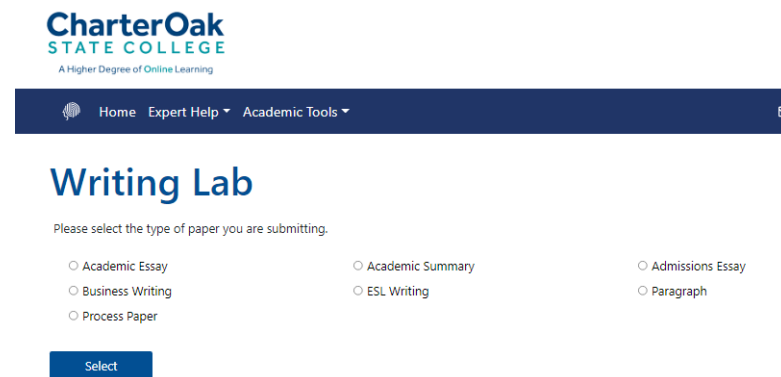 CharterOak
STATE COLLEGE
A Higher Degree of Online Learning
Home Expert Help Academic Tools
Writing Lab
Please select the type of paper you are submitting.
Academic Essay Academic Summary Admissions Essay
Business Writing ESL Writing Paragraph
Process Paper
Select